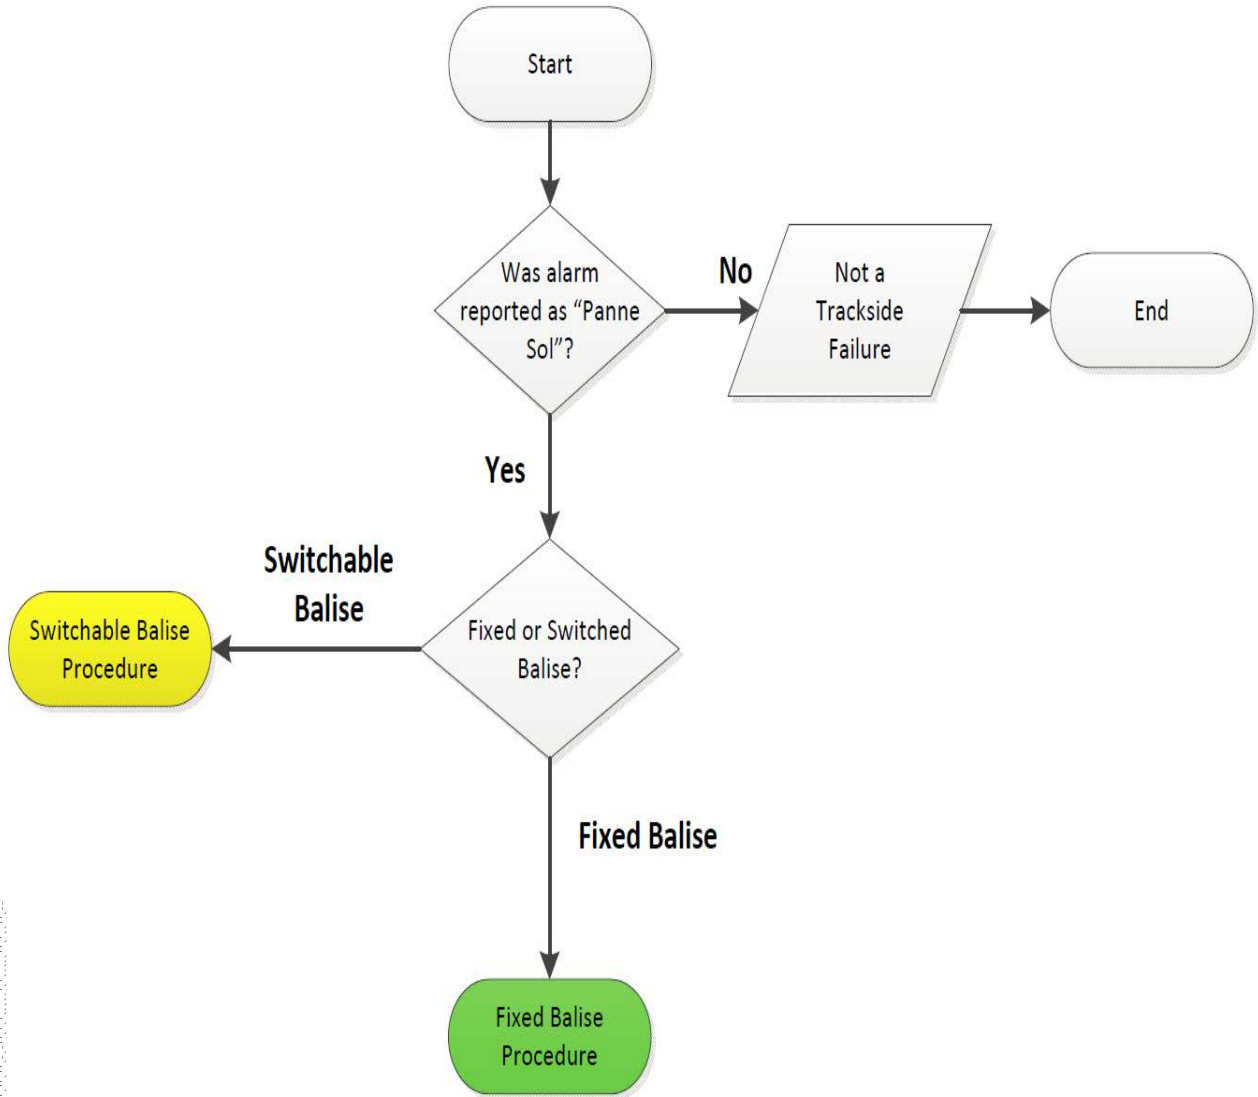 Start
Was alarm
reported as “Panne
Sol”?
No
Not a
Trackside
Failure
End
Yes
Switchable
Balise
Switchable Balise
Procedure
Fixed or Switched
Balise?
Fixed Balise
Fixed Balise
Procedure